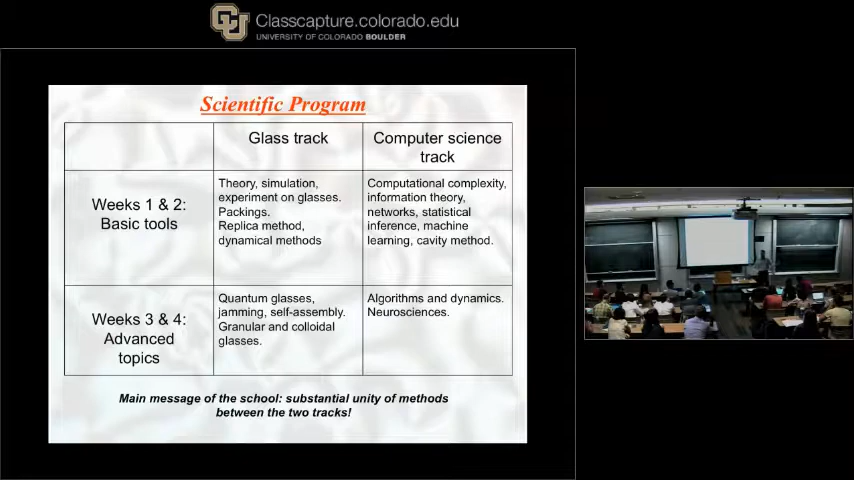 CU
Classcapture.colorado.edu
UNIVERSITY OF COLORADO BOULDER
Scientific Program
Glass track
Computer science
track
Weeks 1 & 2:
Basic tools
Theory, simulation,
experiment on glasses.
Packings.
Replica method,
dynamical methods
Computational complexity,
information theory,
networks, statistical
inference, machine
learning, cavity method.
Weeks 3 & 4:
Advanced
topics
Quantum glasses,
jamming, self-assembly.
Granular and colloidal
glasses.
Algorithms and dynamics.
Neurosciences.
Main message of the school: substantial unity of methods
between the two tracks!